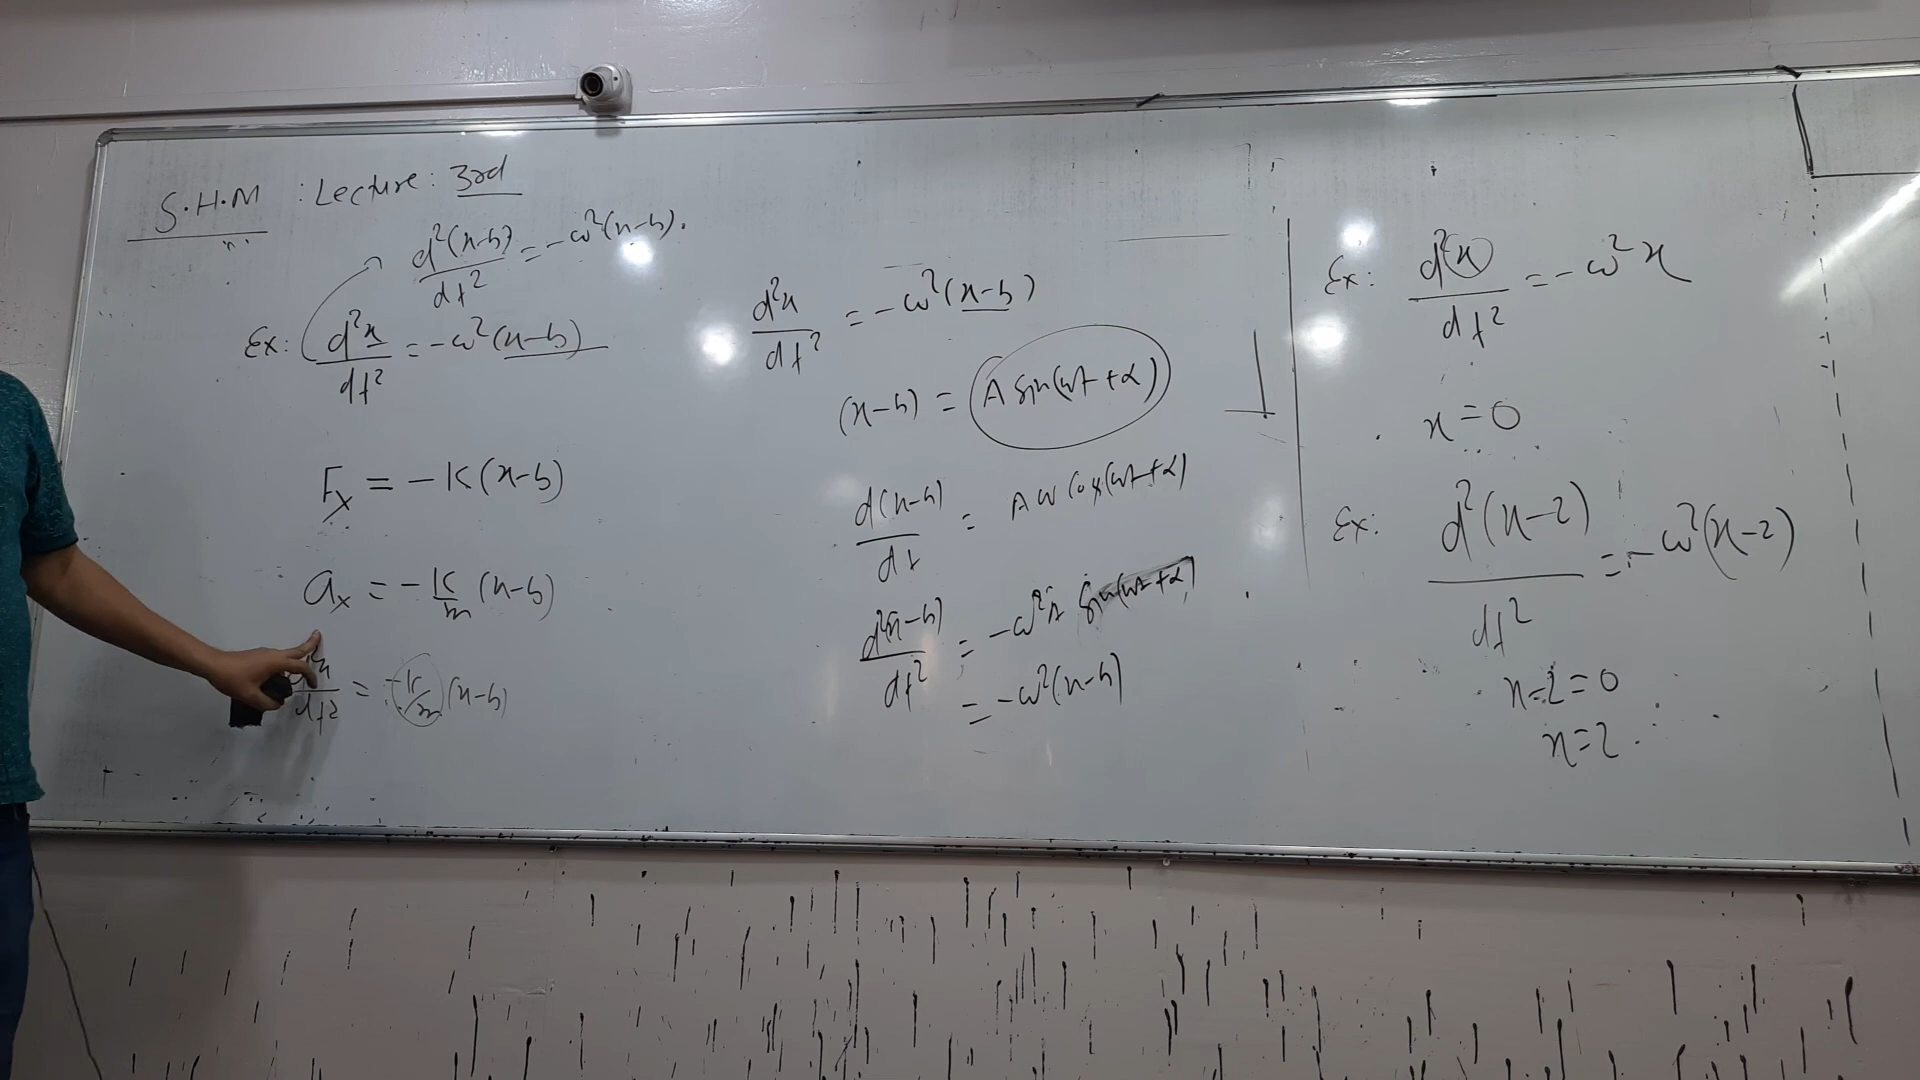 S.H.M : Lecture : 3rd
d²(x-b)/dt² = -ω²(x-b).
Ex: d²x/dt² = -ω²(x-b)
Fx = -K(x-b)
ax = -K/m (x-b)
d²x/dt² = -K/m (x-b)
d²x/dt² = -ω²(x-b)
(x-b) = A sin(ωt+α)
d(x-b)/dt = Aω cos(ωt+α)
d²(x-b)/dt² = -ω²A sin(ωt+α)
= -ω²(x-b)
Ex: d²(x)/dt² = -ω²x
x=0
Ex: d²(x-2)/dt² = -ω²(x-2)
x-2=0
x=2